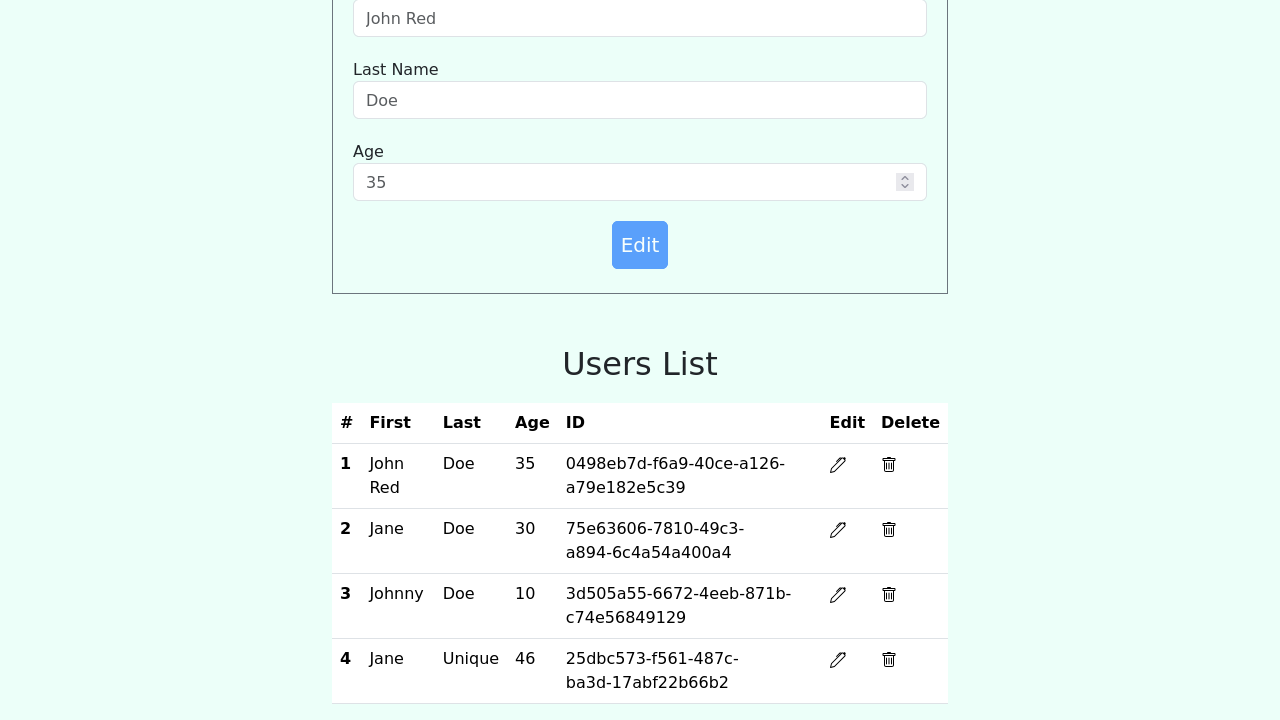 John Red
Last Name
Doe
Age
35
Edit
Users List
# First Last Age ID Edit Delete
1 John Red Doe 35 0498eb7d-f6a9-40ce-a126-
a79e182e5c39
2 Jane Doe 30 75e63606-7810-49c3-
a894-6c4a54a400a4
3 Johnny Doe 10 3d505a55-6672-4eeb-871b-
c74e56849129
4 Jane Unique 46 25dbc573-f561-487c-
ba3d-17abf22b66b2